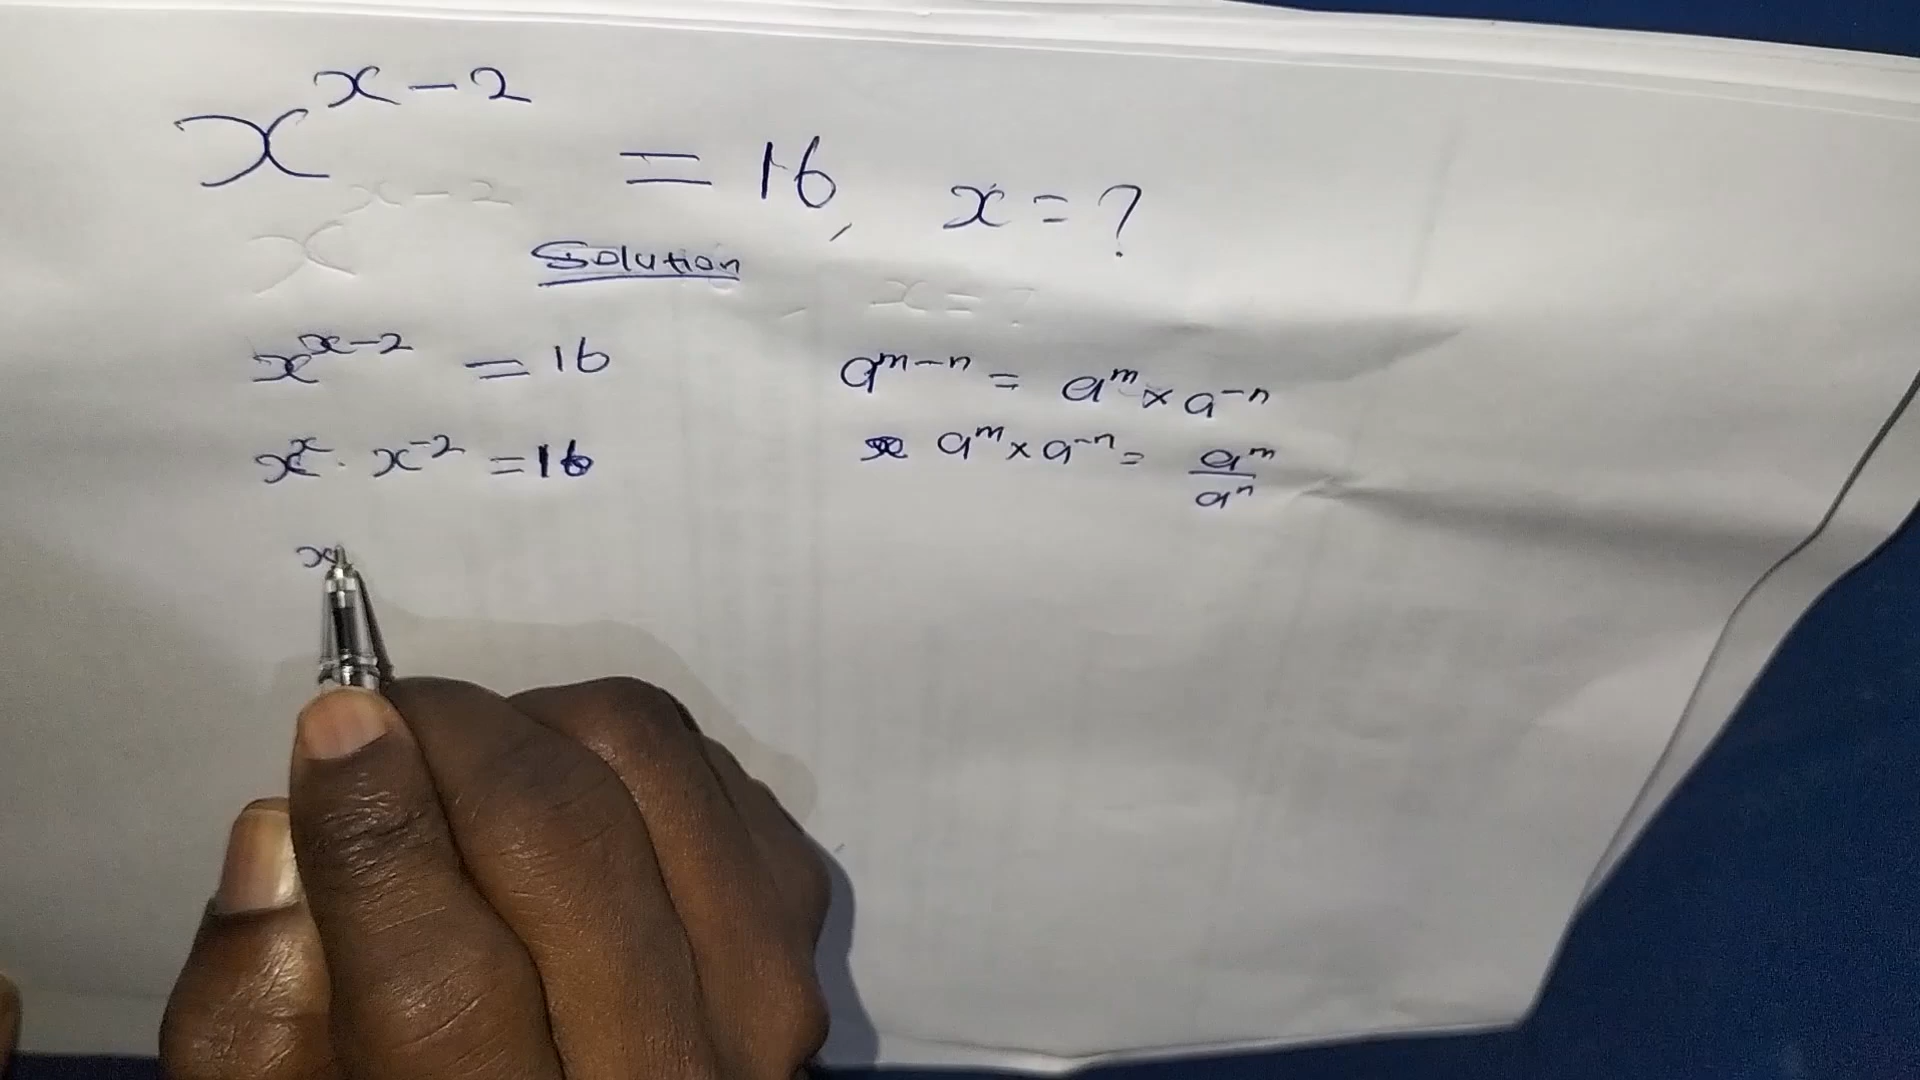 x^{x-2} = 16, x = ?
Solution
x^{x-2} = 16
x^x · x^{-2} = 16
x
a^{m-n} = a^m × a^{-n}
a^m × a^{-n} = a^m / a^n